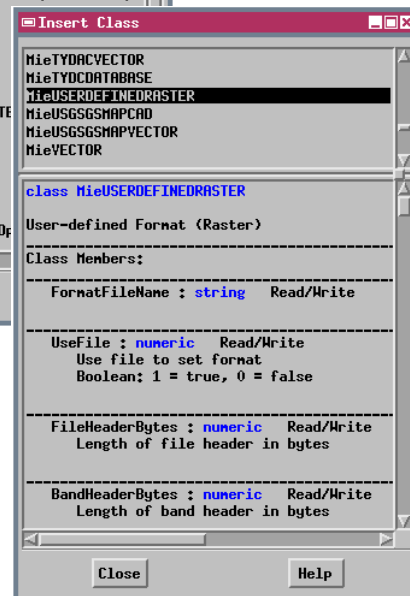 Insert Class
MieTYDACVECTOR
MieTYDCDATABASE
MieUSERDEFINEDRASTER
MieUSGSGSMAPCAD
MieUSGSGSMAPVECTOR
MieVECTOR
class MieUSERDEFINEDRASTER
User-defined Format (Raster)
Class Members:
FormatFileName : string Read/Write
UseFile : numeric Read/Write
Use file to set format
Boolean: 1 = true, 0 = false
FileHeaderBytes : numeric Read/Write
Length of file header in bytes
BandHeaderBytes : numeric Read/Write
Length of band header in bytes
Close Help